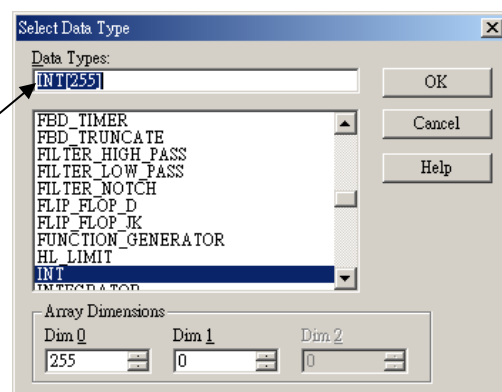 Select Data Type
Data Types:
INT[255]
OK
Cancel
Help
FBD_TIMER
FBD_TRUNCATE
FILTER_HIGH_PASS
FILTER_LOW_PASS
FILTER_NOTCH
FLIP_FLOP_D
FLIP_FLOP_JK
FUNCTION_GENERATOR
HL_LIMIT
INT
INTEGRATOR
Array Dimensions
Dim 0 Dim 1 Dim 2
255 0 0